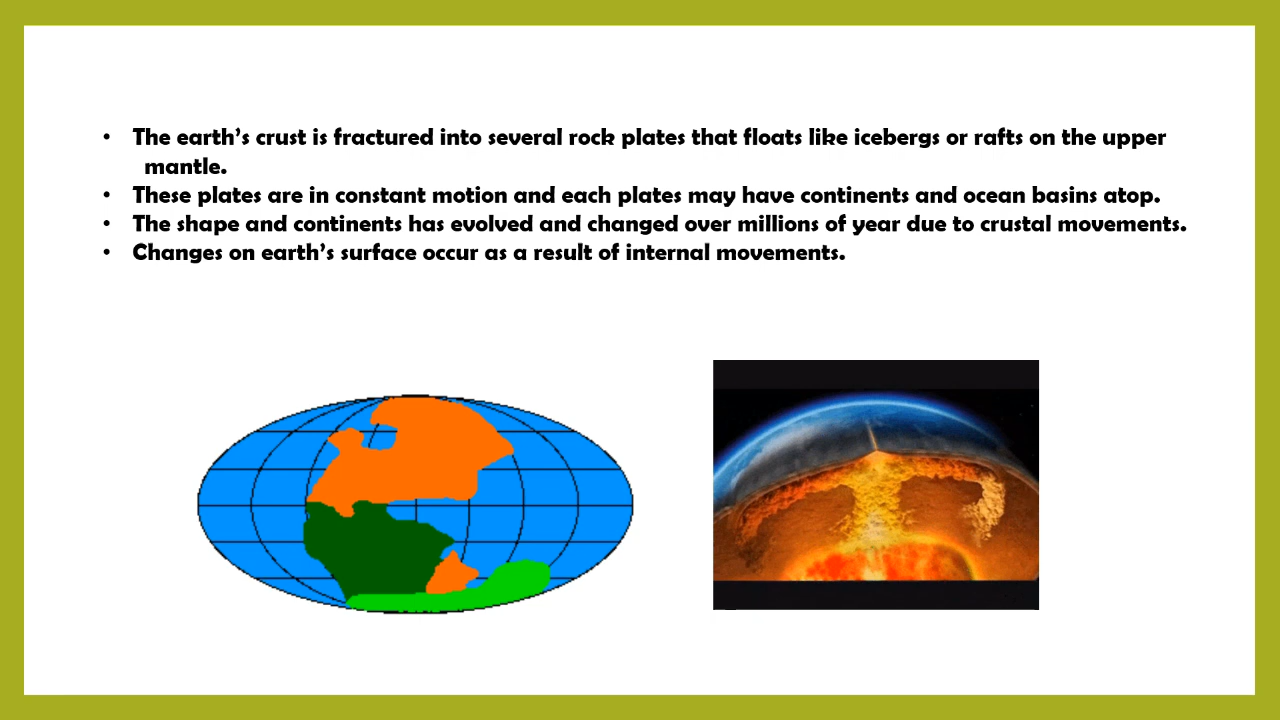 • The earth's crust is fractured into several rock plates that floats like icebergs or rafts on the upper
mantle.
• These plates are in constant motion and each plates may have continents and ocean basins atop.
• The shape and continents has evolved and changed over millions of year due to crustal movements.
• Changes on earth's surface occur as a result of internal movements.